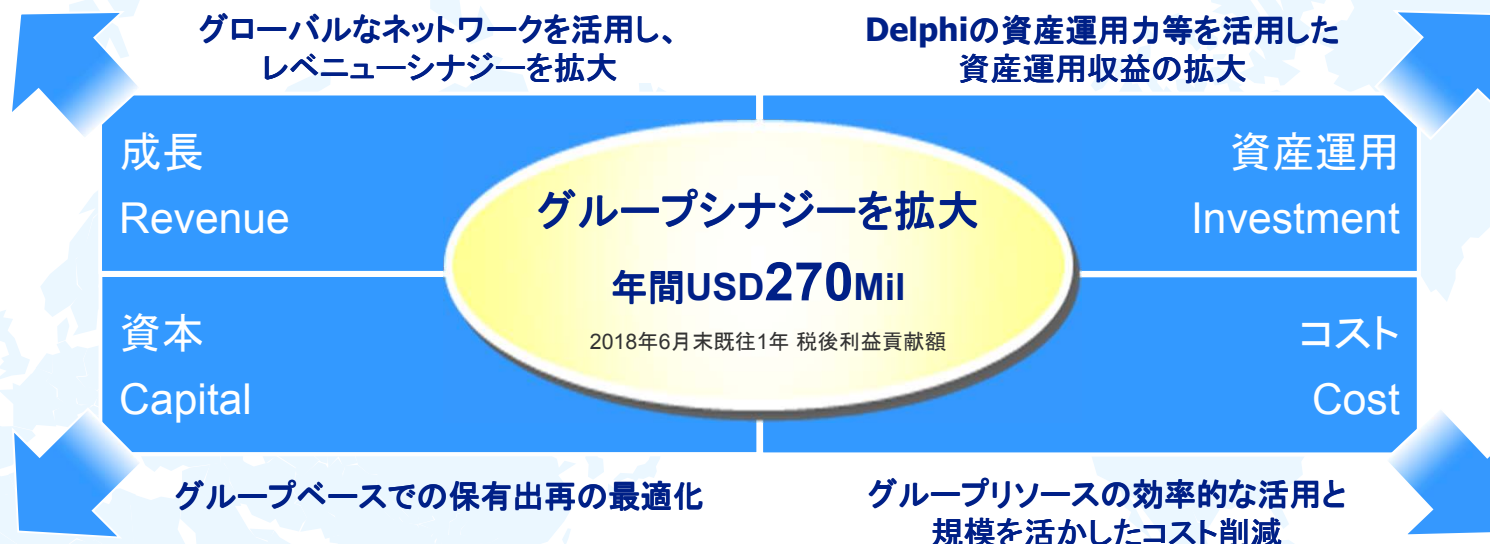 グローバルなネットワークを活用し、
レベニューシナジーを拡大
Delphiの資産運用力等を活用した
資産運用収益の拡大
成長
Revenue
資産運用
Investment
グループシナジーを拡大
年間USD270Mil
2018年6月末既往1年 税後利益貢献額
資本
Capital
コスト
Cost
グループベースでの保有出再の最適化
グループリソースの効率的な活用と
規模を活かしたコスト削減